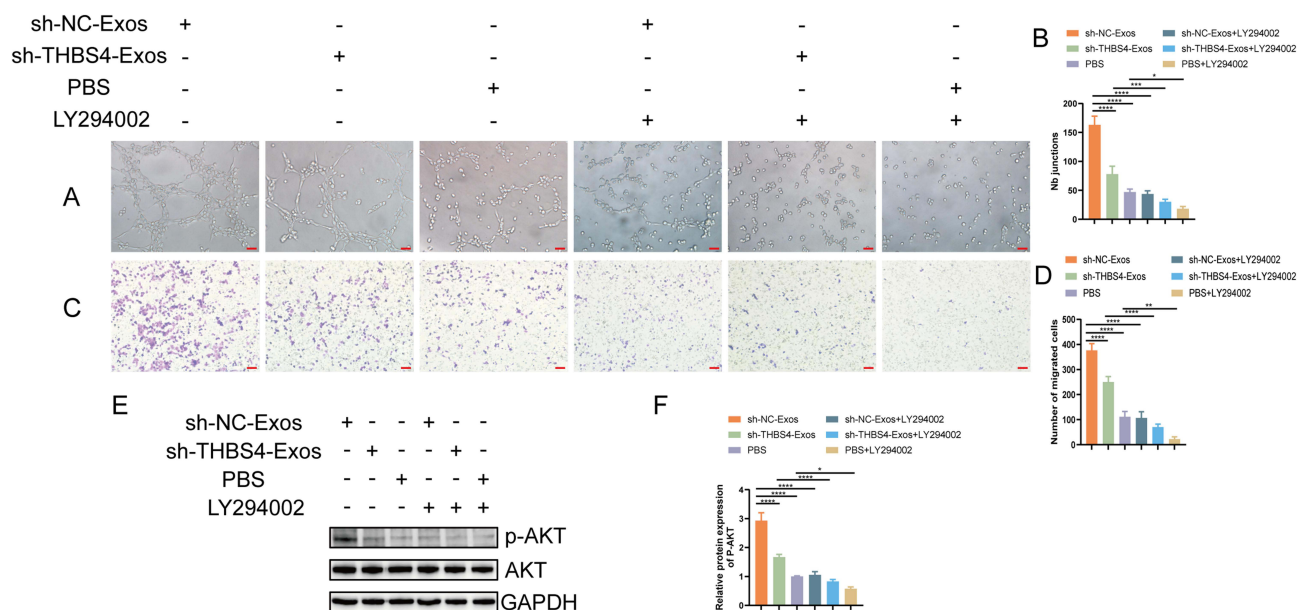 sh-NC-Exos + - - + - -
sh-THBS4-Exos - + - - + -
PBS - - + - - +
LY294002 - - - + + +
A
C
B
sh-NC-Exos sh-NC-Exos+LY294002
sh-THBS4-Exos sh-THBS4-Exos+LY294002
PBS PBS+LY294002
*
***
****
****
****
Nb junctions
200
150
100
50
0
D
sh-NC-Exos sh-NC-Exos+LY294002
sh-THBS4-Exos sh-THBS4-Exos+LY294002
PBS PBS+LY294002
**
****
****
****
****
Number of migrated cells
500
400
300
200
100
0
E
sh-NC-Exos + - - + - -
sh-THBS4-Exos - + - - + -
PBS - - + - - +
LY294002 - - - + + +
p-AKT
AKT
GAPDH
F
sh-NC-Exos sh-NC-Exos+LY294002
sh-THBS4-Exos sh-THBS4-Exos+LY294002
PBS PBS+LY294002
*
****
****
****
****
Relative protein expression
of P-AKT
4
3
2
1
0